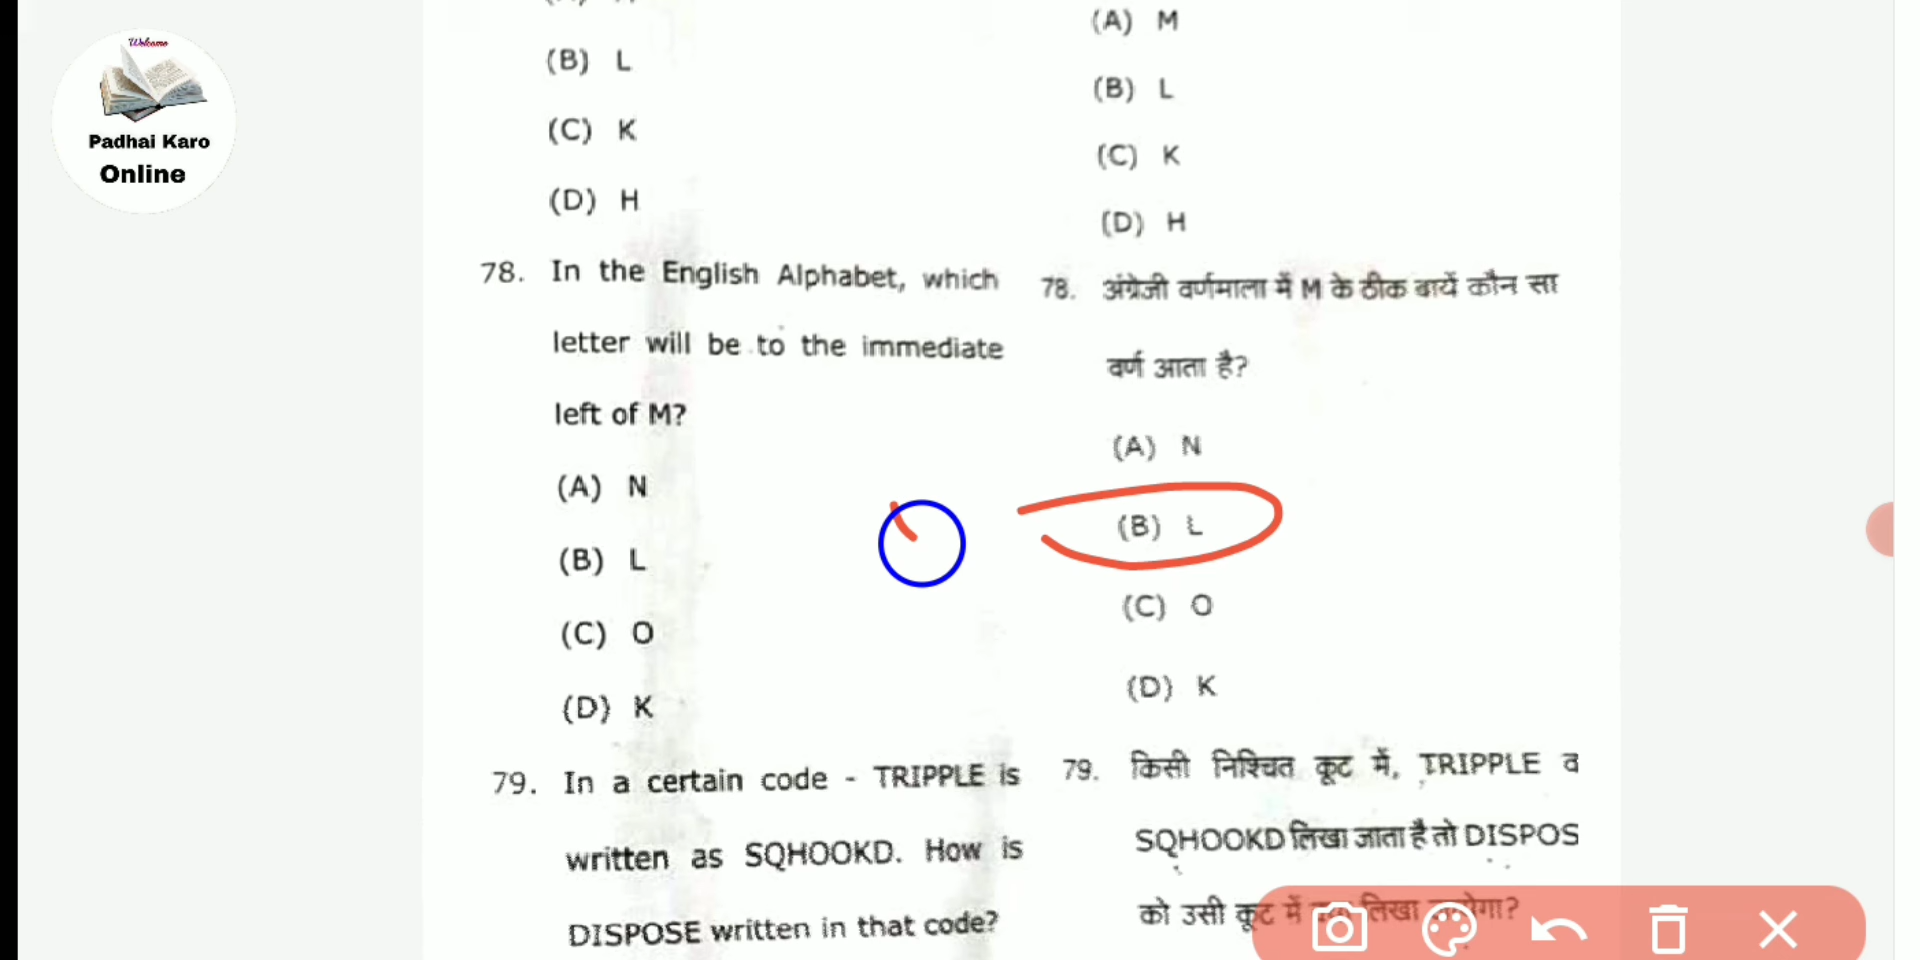 Welcome
Padhai Karo
Online
(B) L
(C) K
(D) H
78. In the English Alphabet, which
letter will be to the immediate
left of M?
(A) N
(B) L
(C) O
(D) K
79. In a certain code - TRIPPLE is
written as SQHOOKD. How is
DISPOSE written in that code?
(A) M
(B) L
(C) K
(D) H
78. अंग्रेजी वर्णमाला में M के ठीक बायें कौन सा
वर्ण आता है?
(A) N
(B) L
(C) O
(D) K
79. किसी निश्चित कूट में, TRIPPLE
SQHOOKD लिखा जाता है तो DISPOS
को उसी कूट में लिखा